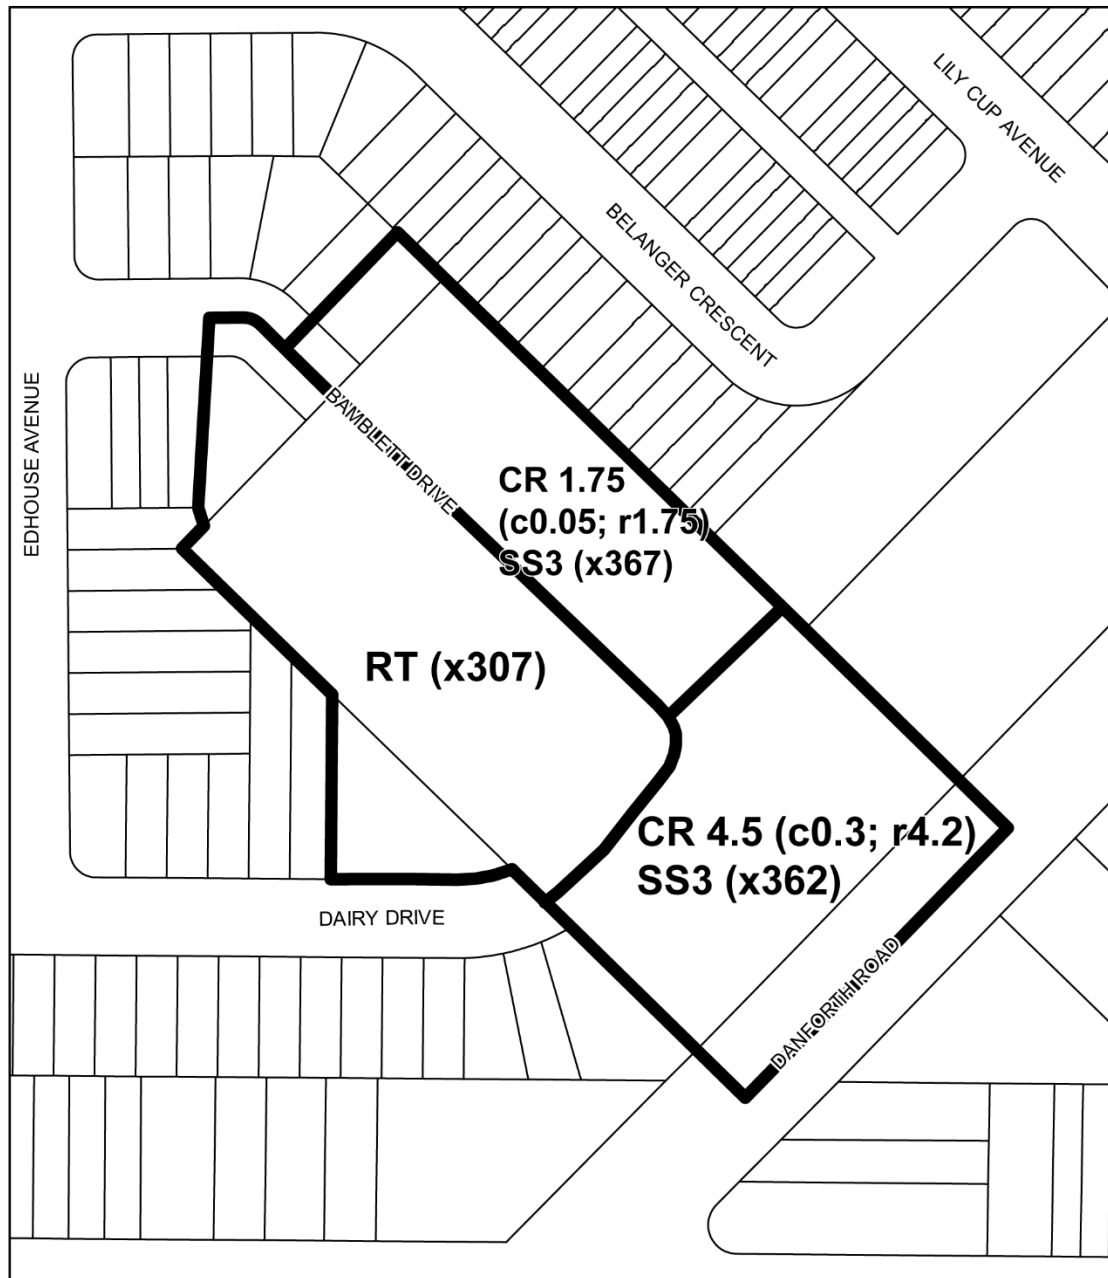 LILY CUP AVENUE
BELANGER CRESCENT
EDHOUSE AVENUE
BAMBLETT DRIVE
CR 1.75
(c0.05; r1.75)
SS3 (x367)
RT (x307)
CR 4.5 (c0.3; r4.2)
SS3 (x362)
DAIRY DRIVE
DANFORTH ROAD